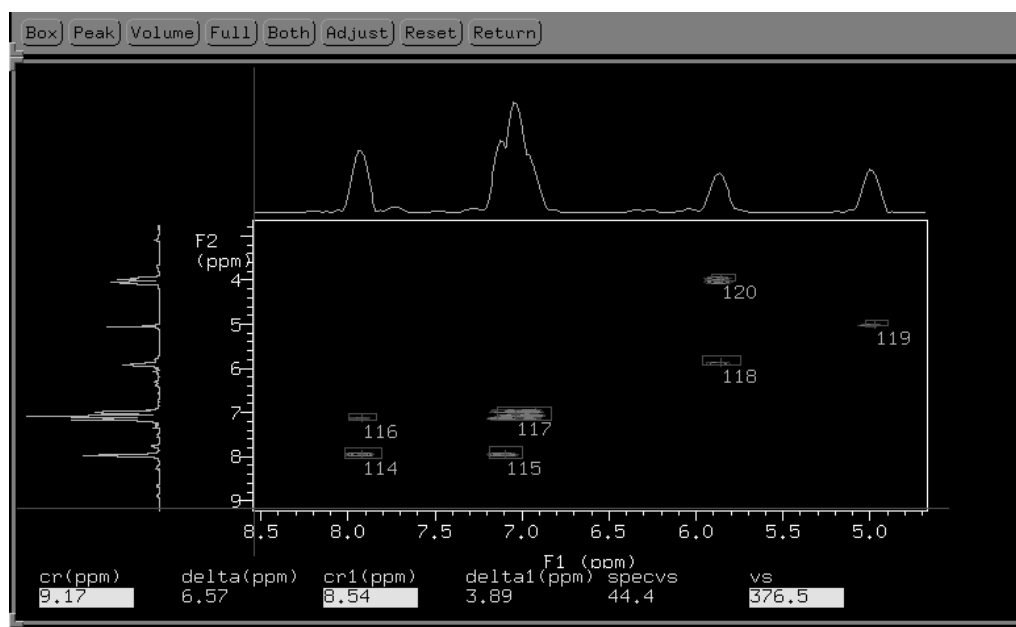 Box Peak Volume Full Both Adjust Reset Return
F2
(ppm)
4
120
5
119
6
118
7
116 117
8
114 115
9
8.5 8.0 7.5 7.0 6.5 6.0 5.5 5.0
F1 (ppm)
cr(ppm) delta(ppm) cr1(ppm) delta1(ppm) specvs vs
9.17 6.57 8.54 3.89 44.4 376.5